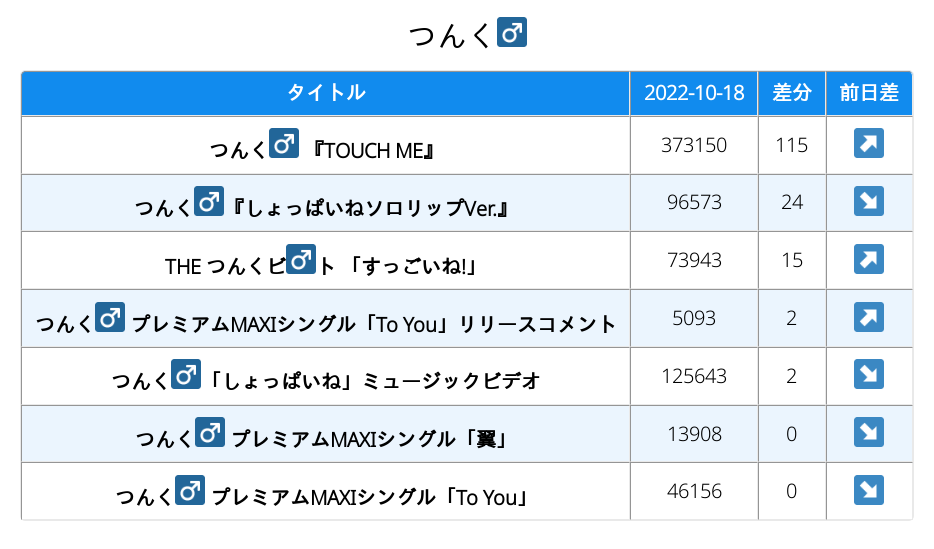 つんく♂
タイトル 2022-10-18 差分 前日差
つんく♂ 『TOUCH ME』 373150 115 ↗
つんく♂『しょっぱいねソロリップVer.』 96573 24 ↘
THE つんくビ♂ト 「すっごいね!」 73943 15 ↗
つんく♂ プレミアムMAXIシングル「To You」リリースコメント 5093 2 ↗
つんく♂「しょっぱいね」ミュージックビデオ 125643 2 ↘
つんく♂ プレミアムMAXIシングル「翼」 13908 0 ↘
つんく♂ プレミアムMAXIシングル「To You」 46156 0 ↘